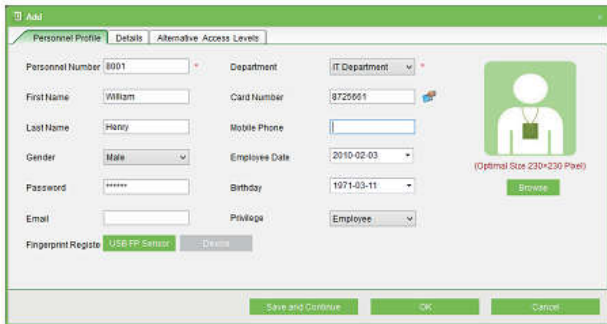 Add
Personnel Profile Details Alternative Access Levels
Personnel Number 8001 * Department IT Department *
First Name William Card Number 8725661
Last Name Henry Mobile Phone
Gender Male Employee Date 2010-02-03
Password ****** Birthday 1971-03-11
Email Privilege Employee
(Optimal Size 230×230 Pixel)
Browse
Fingerprint Registe USB FP Sensor Device
Save and Continue OK Cancel